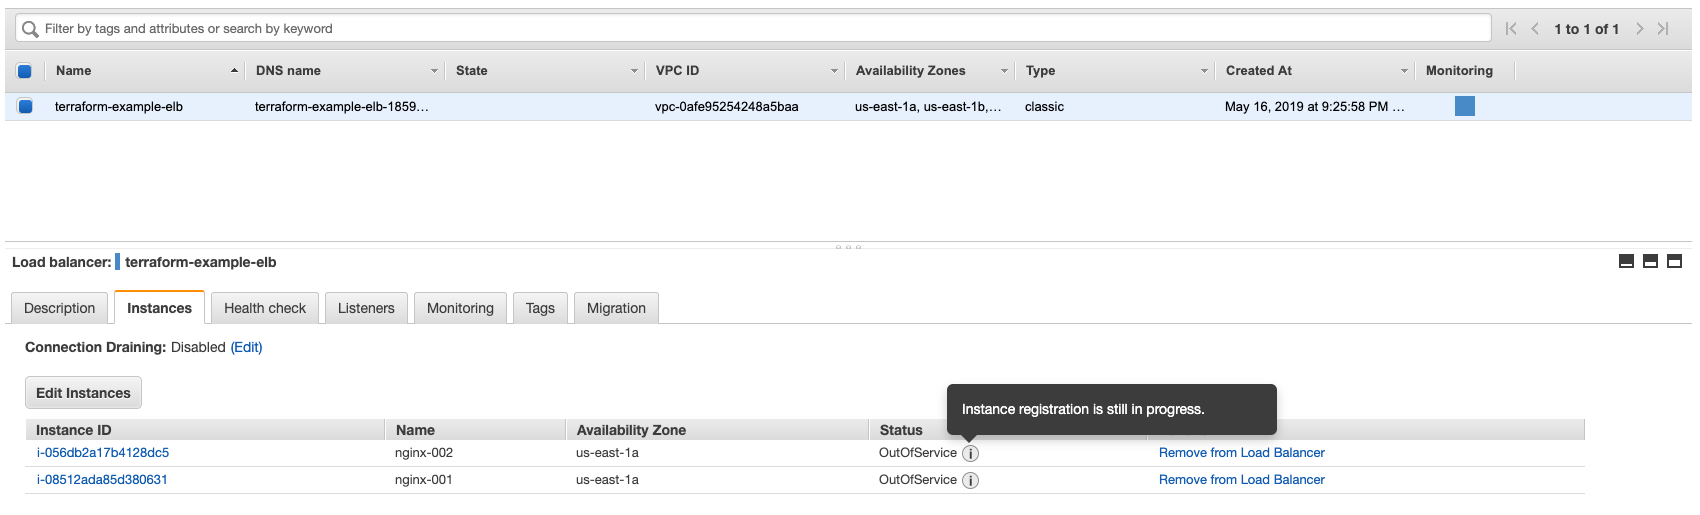 Filter by tags and attributes or search by keyword
1 to 1 of 1
Name DNS name State VPC ID Availability Zones Type Created At Monitoring
terraform-example-elb terraform-example-elb-1859... vpc-0afe95254248a5baa us-east-1a, us-east-1b,... classic May 16, 2019 at 9:25:58 PM ...
Load balancer: terraform-example-elb
Description Instances Health check Listeners Monitoring Tags Migration
Connection Draining: Disabled (Edit)
Edit Instances
Instance registration is still in progress.
Instance ID Name Availability Zone Status
i-056db2a17b4128dc5 nginx-002 us-east-1a OutOfService i Remove from Load Balancer
i-08512ada85d380631 nginx-001 us-east-1a OutOfService i Remove from Load Balancer